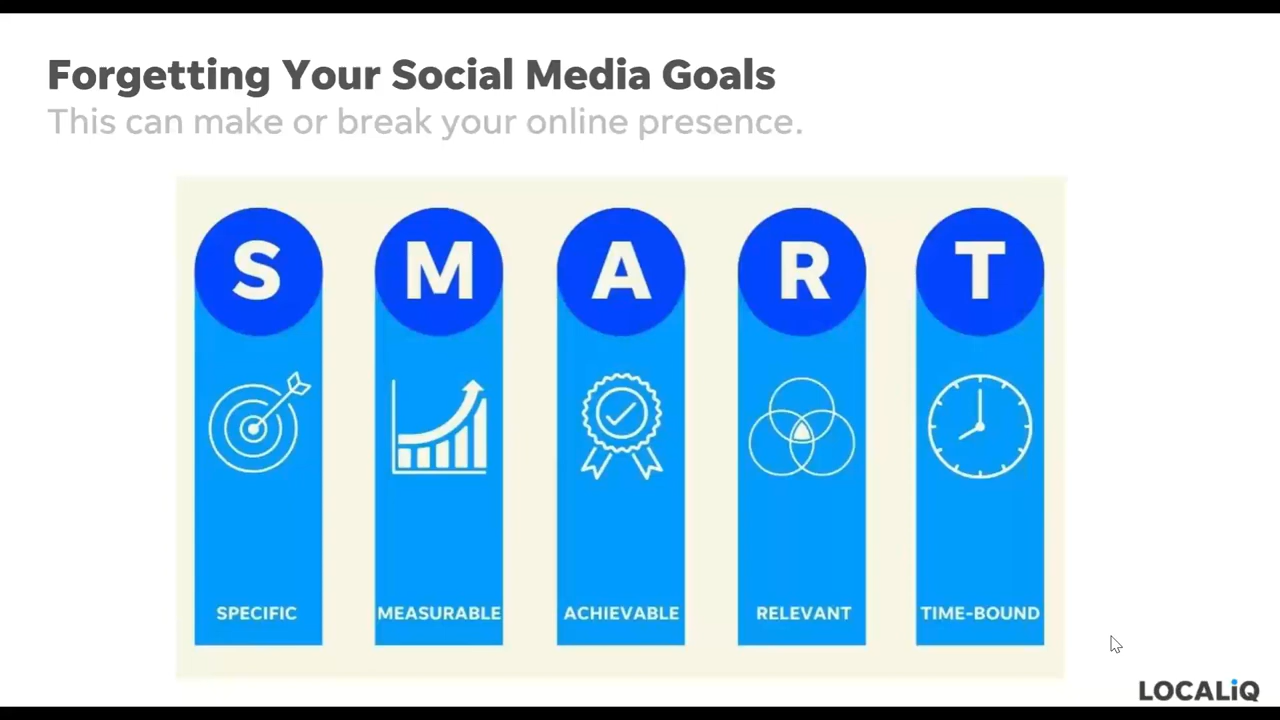 Forgetting Your Social Media Goals
This can make or break your online presence.
S M A R T
SPECIFIC MEASURABLE ACHIEVABLE RELEVANT TIME-BOUND
LOCALiQ